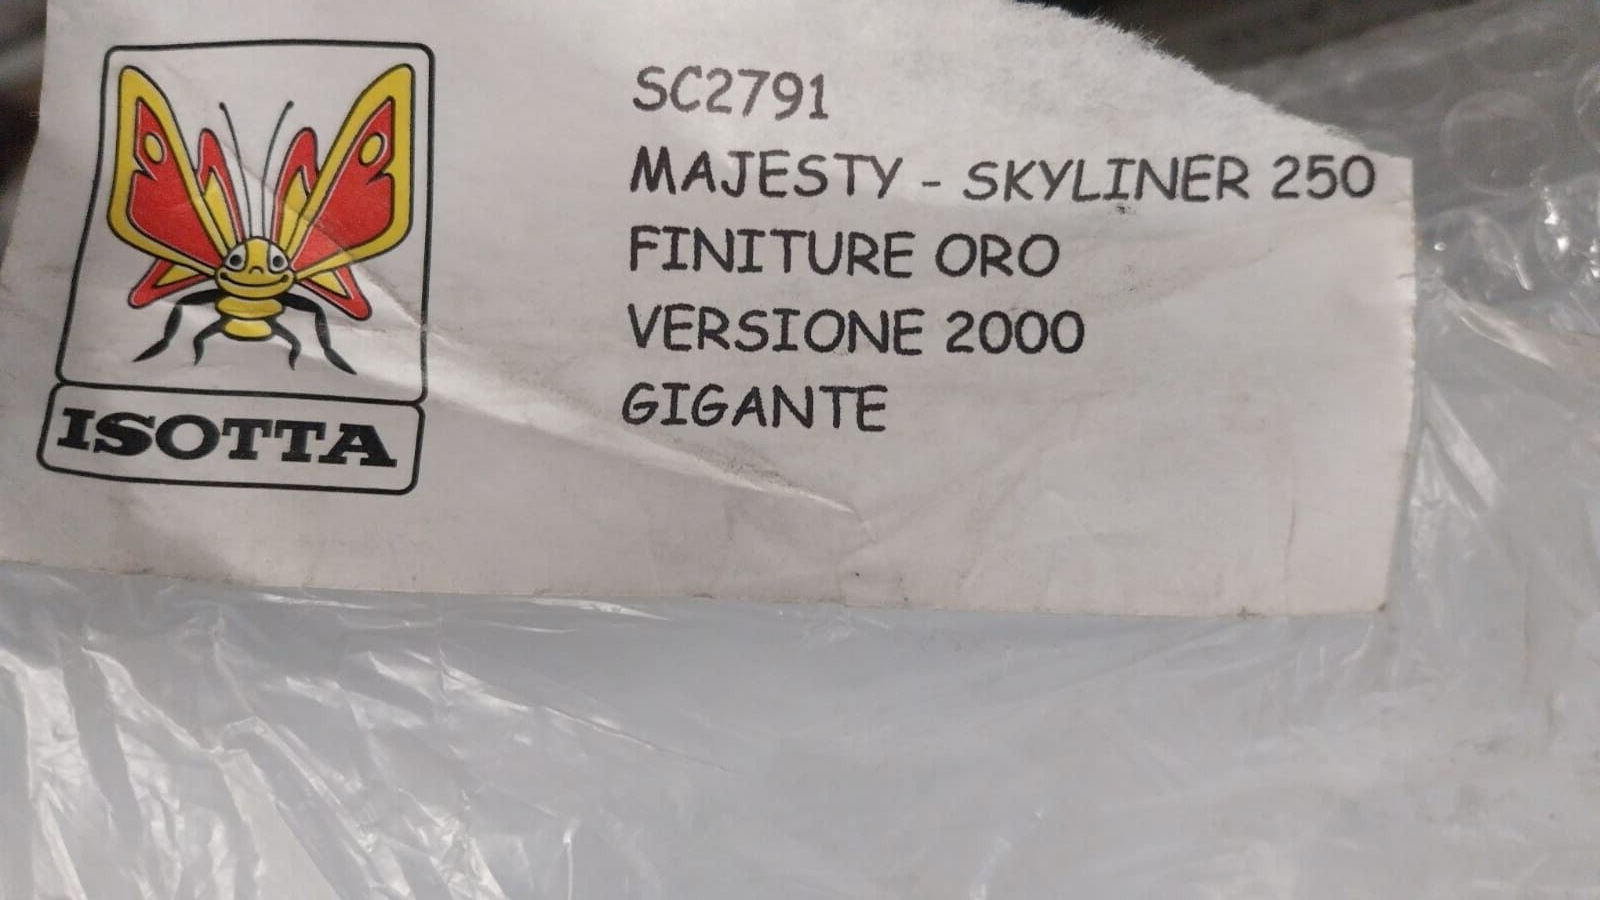 SC2791
MAJESTY - SKYLINER 250
FINITURE ORO
VERSIONE 2000
GIGANTE
ISOTTA